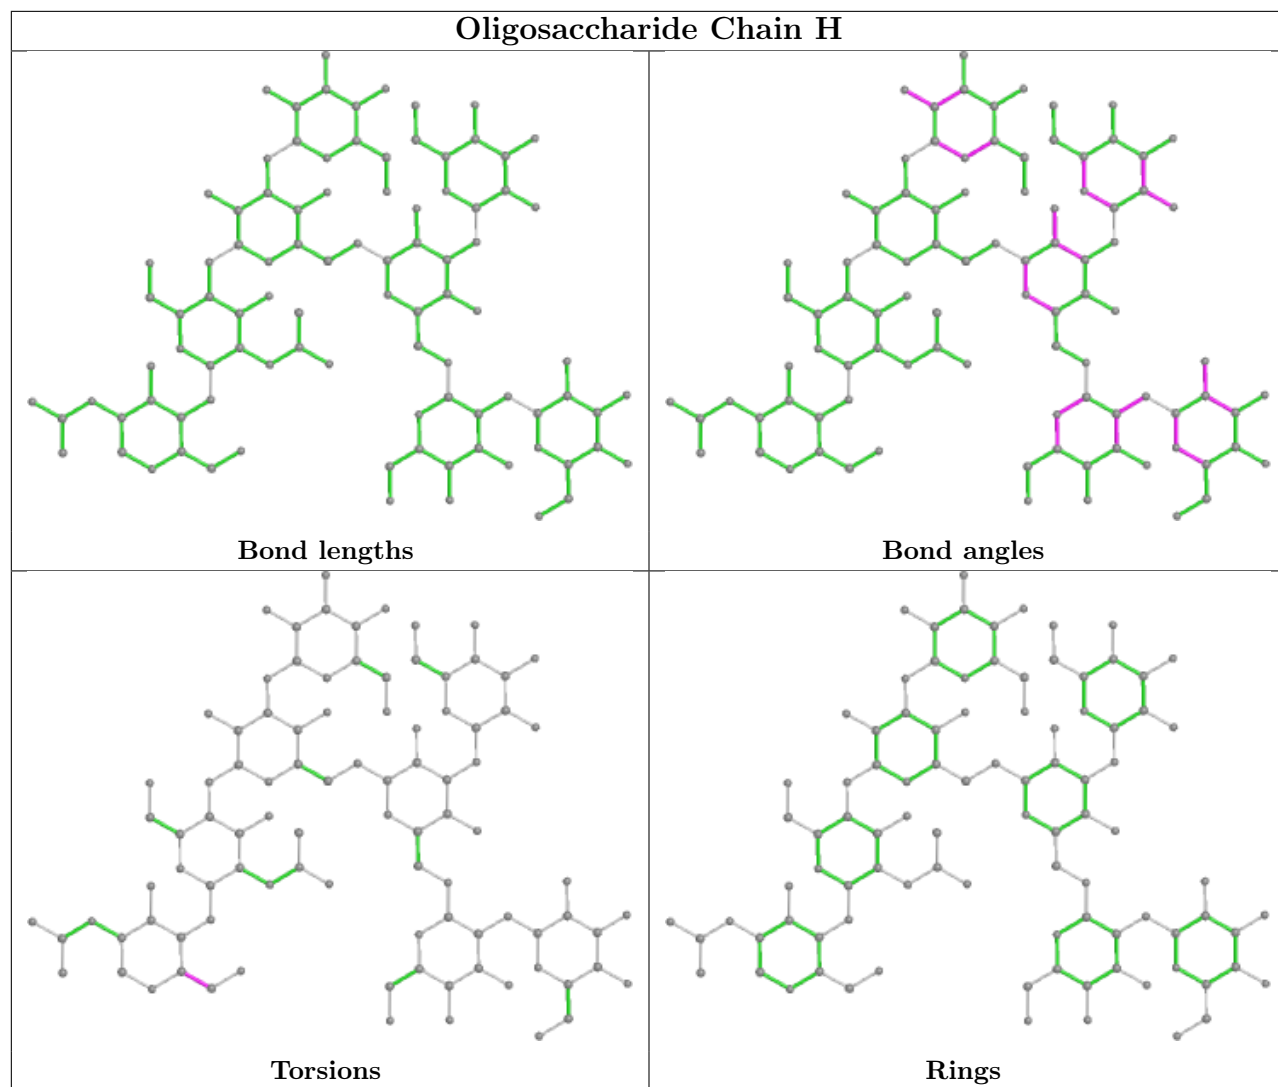 Oligosaccharide Chain H
Bond lengths
Bond angles
Torsions
Rings